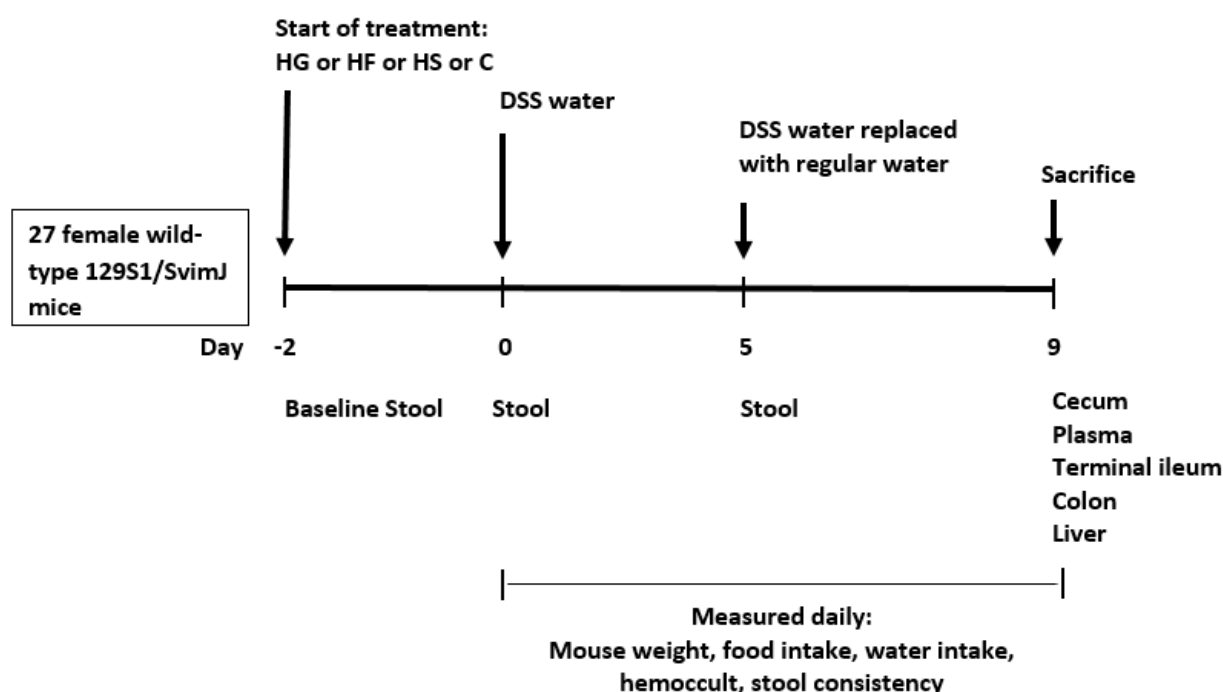 Start of treatment:
HG or HF or HS or C
DSS water
DSS water replaced
with regular water
Sacrifice
27 female wild-
type 129S1/SvimJ
mice
Day -2 0 5 9
Baseline Stool Stool Stool
Cecum
Plasma
Terminal ileum
Colon
Liver
Measured daily:
Mouse weight, food intake, water intake,
hemoccult, stool consistency